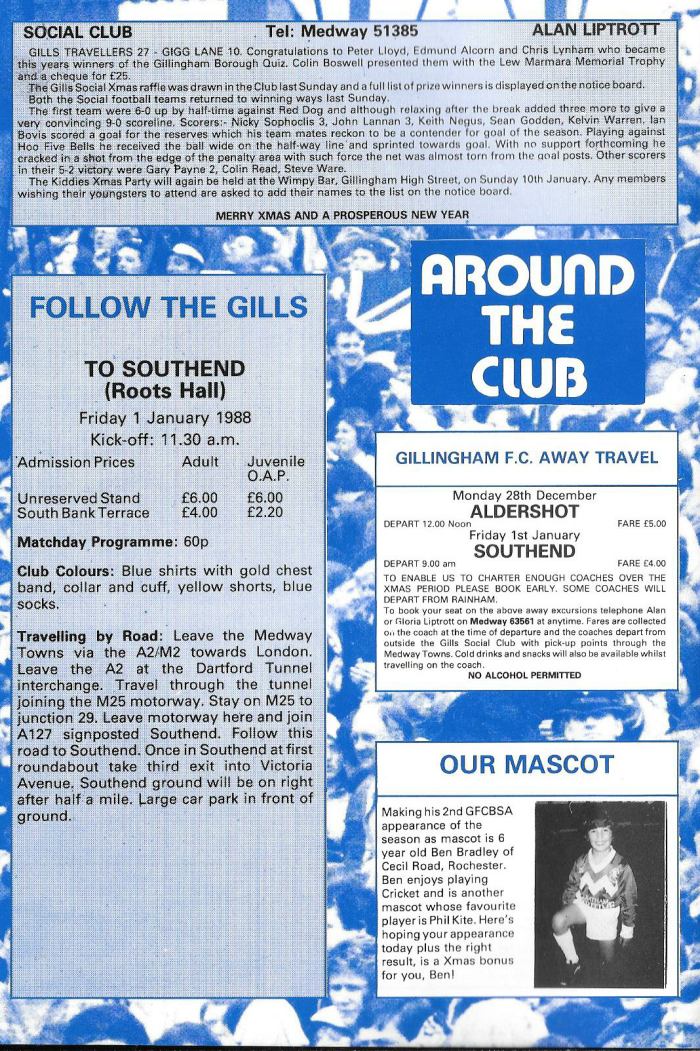 SOCIAL CLUB Tel: Medway 51385 ALAN LIPTROTT
GILLS TRAVELLERS 27 - GIGG LANE 10. Congratulations to Peter Lloyd, Edmund Alcorn and Chris Lynham who became
this years winners of the Gillingham Borough Quiz. Colin Boswell presented them with the Lew Marmara Memorial Trophy
and a cheque for £25.
The Gills Social Xmas raffle was drawn in the Club last Sunday and a full list of prize winners is displayed on the notice board.
Both the Social football teams returned to winning ways last Sunday.
The first team were 6-0 up by half-time against Red Dog and although relaxing after the break added three more to give a
very convincing 9-0 scoreline. Scorers:- Nicky Sophoclis 3, John Lannan 3, Keith Negus, Sean Godden, Kelvin Warren. Ian
Bovis scored a goal for the reserves which his team mates reckon to be a contender for goal of the season. Playing against
Hoo Five Bells he received the ball wide on the half-way line and sprinted towards goal. With no support forthcoming he
cracked in a shot from the edge of the penalty area with such force the net was almost torn from the goal posts. Other scorers
in their 5-2 victory were Gary Payne 2, Colin Read, Steve Ware.
The Kiddies Xmas Party will again be held at the Wimpy Bar, Gillingham High Street, on Sunday 10th January. Any members
wishing their youngsters to attend are asked to add their names to the list on the notice board.
MERRY XMAS AND A PROSPEROUS NEW YEAR
FOLLOW THE GILLS
TO SOUTHEND
(Roots Hall)
Friday 1 January 1988
Kick-off: 11.30 a.m.
Admission Prices Adult Juvenile
O.A.P.
Unreserved Stand £6.00 £6.00
South Bank Terrace £4.00 £2.20
Matchday Programme: 60p
Club Colours: Blue shirts with gold chest
band, collar and cuff, yellow shorts, blue
socks.
Travelling by Road: Leave the Medway
Towns via the A2/M2 towards London.
Leave the A2 at the Dartford Tunnel
interchange. Travel through the tunnel
joining the M25 motorway. Stay on M25 to
junction 29. Leave motorway here and join
A127 signposted Southend. Follow this
road to Southend. Once in Southend at first
roundabout take third exit into Victoria
Avenue. Southend ground will be on right
after half a mile. Large car park in front of
ground.
AROUND
THE
CLUB
GILLINGHAM F.C. AWAY TRAVEL
Monday 28th December
ALDERSHOT
DEPART 12.00 Noon FARE £5.00
Friday 1st January
SOUTHEND
DEPART 9.00 am FARE £4.00
TO ENABLE US TO CHARTER ENOUGH COACHES OVER THE
XMAS PERIOD PLEASE BOOK EARLY. SOME COACHES WILL
DEPART FROM RAINHAM.
To book your seat on the above away excursions telephone Alan
or Gloria Liptrott on Medway 63561 at anytime. Fares are collected
on the coach at the time of departure and the coaches depart from
outside the Gills Social Club with pick-up points through the
Medway Towns. Cold drinks and snacks will also be available whilst
travelling on the coach.
NO ALCOHOL PERMITTED
OUR MASCOT
Making his 2nd GFCBSA
appearance of the
season as mascot is 6
year old Ben Bradley of
Cecil Road, Rochester.
Ben enjoys playing
Cricket and is another
mascot whose favourite
player is Phil Kite. Here's
hoping your appearance
today plus the right
result, is a Xmas bonus
for you, Ben!